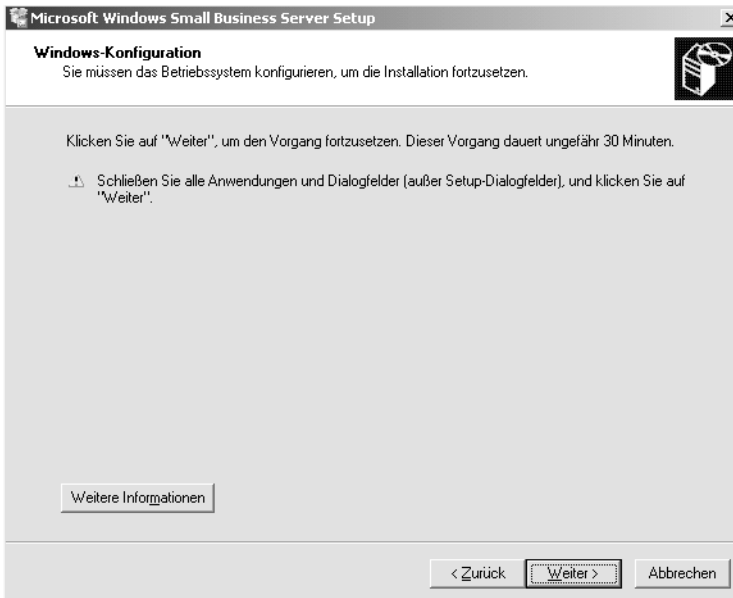 Microsoft Windows Small Business Server Setup
Windows-Konfiguration
Sie müssen das Betriebssystem konfigurieren, um die Installation fortzusetzen.
Klicken Sie auf "Weiter", um den Vorgang fortzusetzen. Dieser Vorgang dauert ungefähr 30 Minuten.
Schließen Sie alle Anwendungen und Dialogfelder (außer Setup-Dialogfelder), und klicken Sie auf
"Weiter".
Weitere Informationen
< Zurück Weiter > Abbrechen